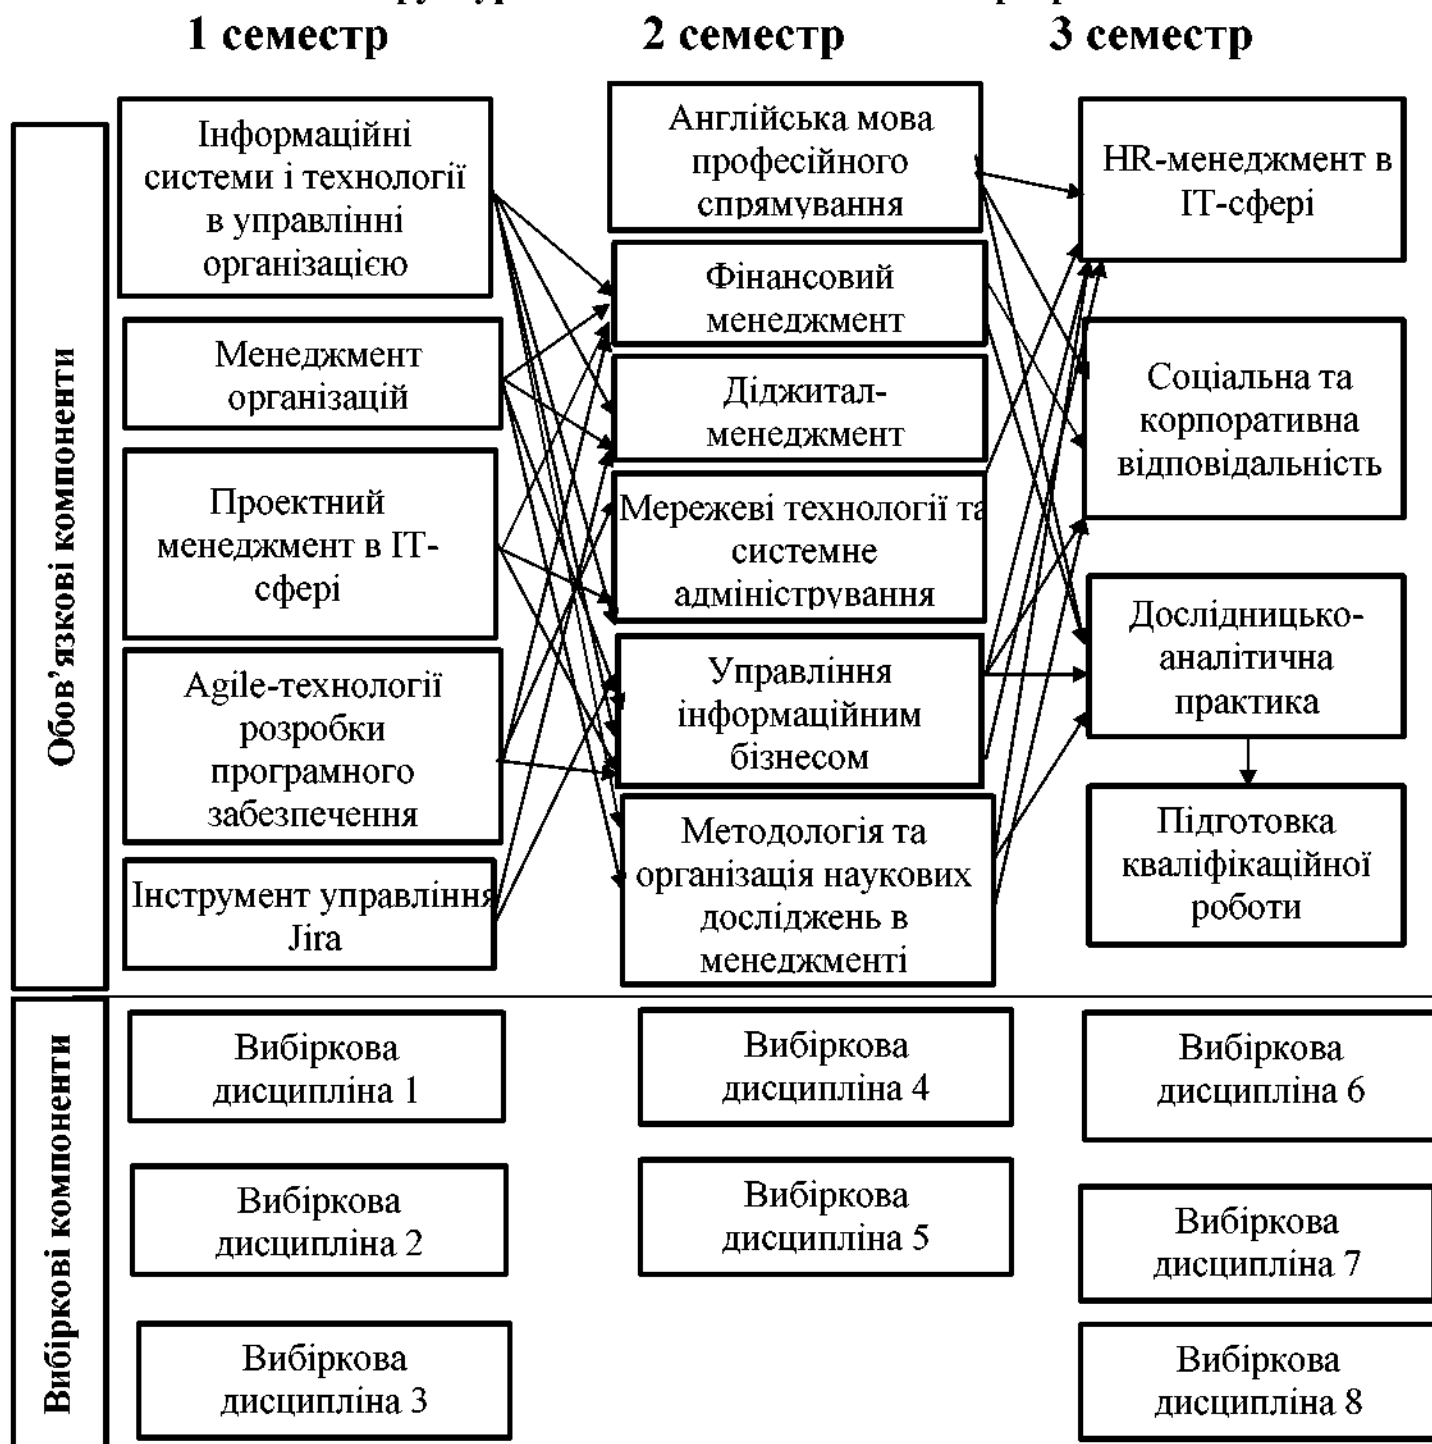 1 семестр
2 семестр
3 семестр
Обов’язкові компоненти
Інформаційні
системи і технології
в управлінні
організацією
Менеджмент
організацій
Проектний
менеджмент в ІТ-
сфері
Agile-технології
розробки
програмного
забезпечення
Інструмент управління
Jira
Англійська мова
професійного
спрямування
Фінансовий
менеджмент
Діджитал-
менеджмент
Мережеві технології та
системне
адміністрування
Управління
інформаційним
бізнесом
Методологія та
організація наукових
досліджень в
менеджменті
HR-менеджмент в
ІТ-сфері
Соціальна та
корпоративна
відповідальність
Дослідницько-
аналітична
практика
Підготовка
кваліфікаційної
роботи
Вибіркові компоненти
Вибіркова
дисципліна 1
Вибіркова
дисципліна 2
Вибіркова
дисципліна 3
Вибіркова
дисципліна 4
Вибіркова
дисципліна 5
Вибіркова
дисципліна 6
Вибіркова
дисципліна 7
Вибіркова
дисципліна 8